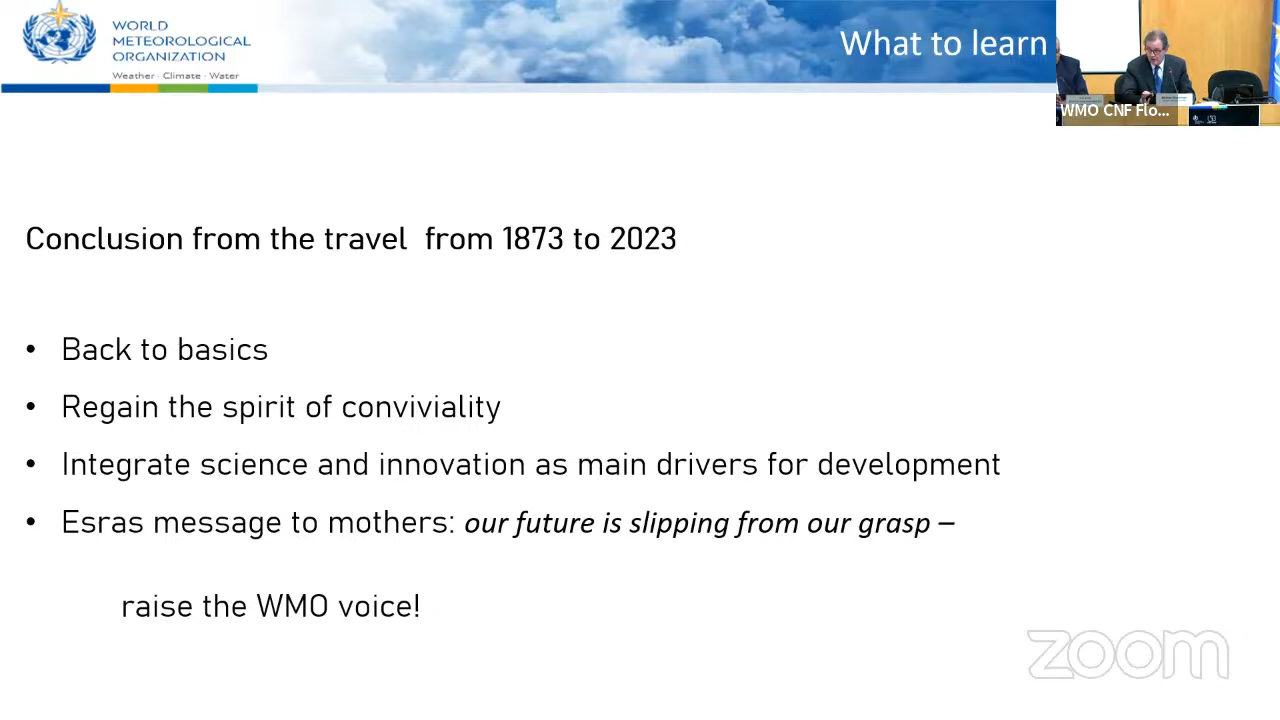 WORLD
METEOROLOGICAL
ORGANIZATION
Weather · Climate · Water
What to learn
WMO CNF Flo...
Conclusion from the travel from 1873 to 2023
• Back to basics
• Regain the spirit of conviviality
• Integrate science and innovation as main drivers for development
• Esras message to mothers: our future is slipping from our grasp –
raise the WMO voice!
zoom